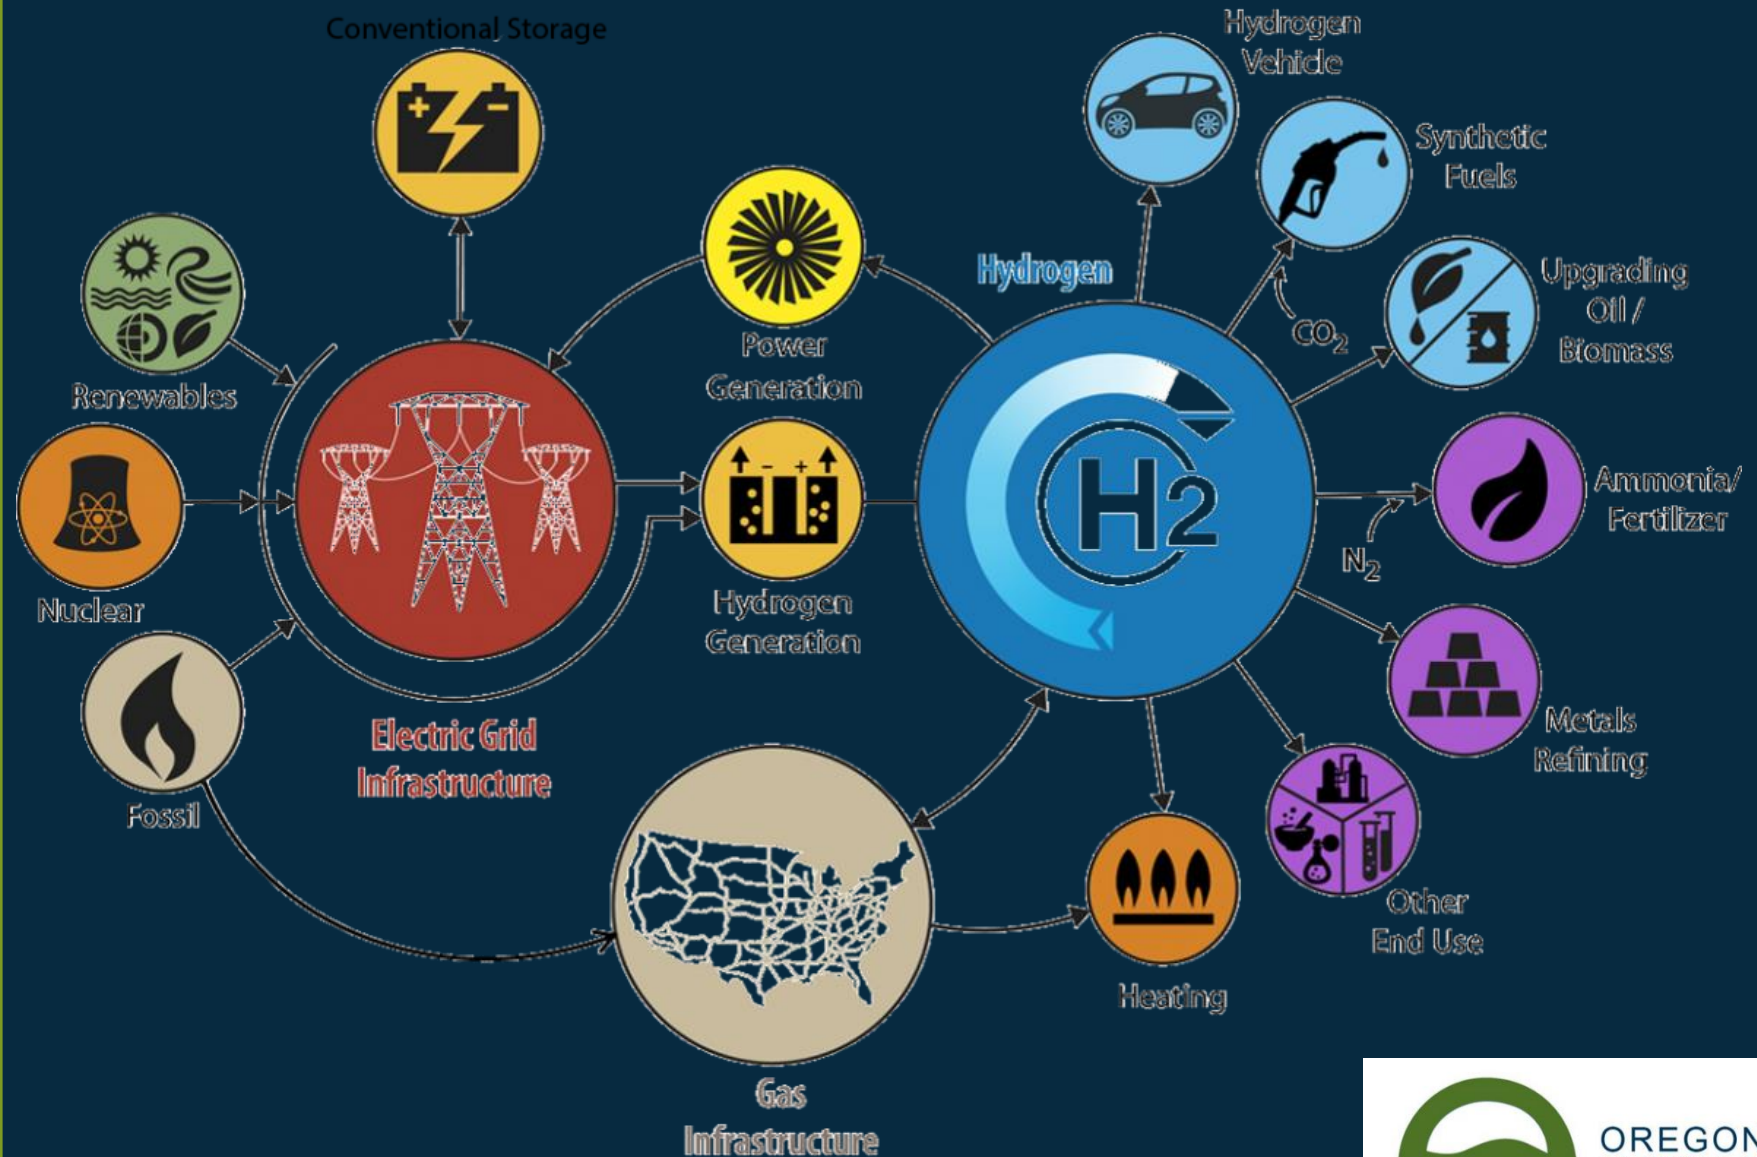 Conventional Storage
Hydrogen
Vehicle
Synthetic
Fuels
Hydrogen
Upgrading
Oil /
Biomass
CO₂
Power
Generation
Renewables
H2
Ammonia/
Fertilizer
N₂
Nuclear
Hydrogen
Generation
Electric Grid
Infrastructure
Metals
Refining
Fossil
Other
End Use
Heating
Gas
Infrastructure
OREGON